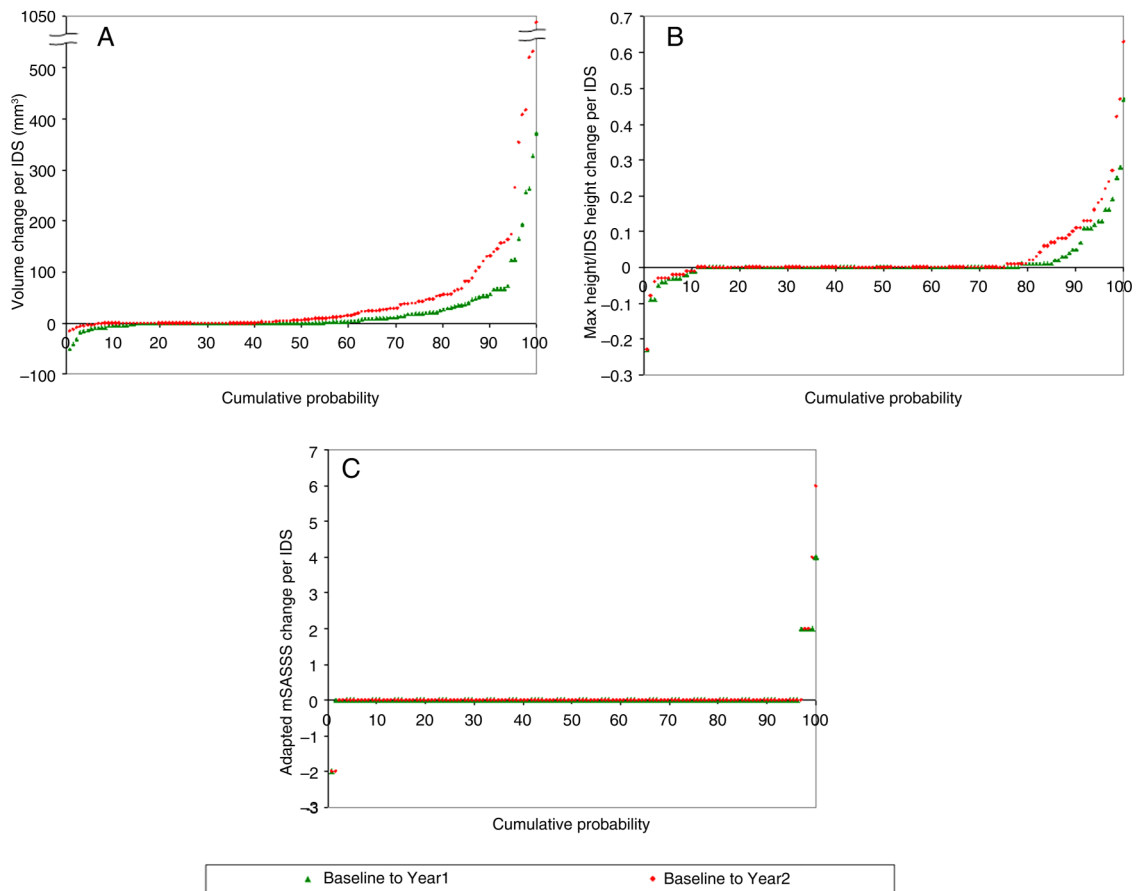 A
1050
500
400
300
200
100
0
–100
0 10 20 30 40 50 60 70 80 90 100
Volume change per IDS (mm³)
Cumulative probability
B
0.7
0.6
0.5
0.4
0.3
0.2
0.1
0
–0.1
–0.2
–0.3
0 10 20 30 40 50 60 70 80 90 100
Max height/IDS height change per IDS
Cumulative probability
C
7
6
5
4
3
2
1
0
–1
–2
–3
0 10 20 30 40 50 60 70 80 90 100
Adapted mSASSS change per IDS
Cumulative probability
Baseline to Year1 Baseline to Year2